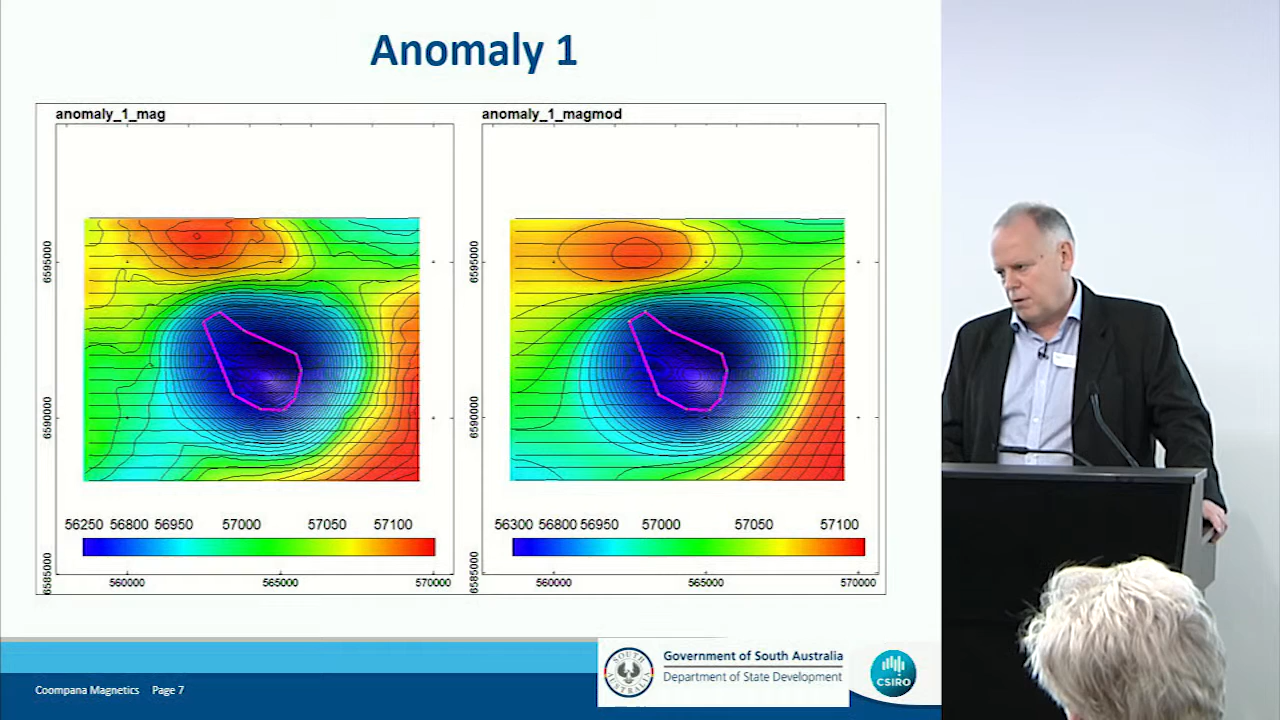 Anomaly 1
anomaly_1_mag
anomaly_1_magmod
6595000
6590000
6585000
6595000
6590000
6585000
56250 56800 56950 57000 57050 57100
56300 56800 56950 57000 57050 57100
560000 565000 570000
560000 565000 570000
Coompana Magnetics Page 7
SOUTH AUSTRALIA
Government of South Australia
Department of State Development
CSIRO